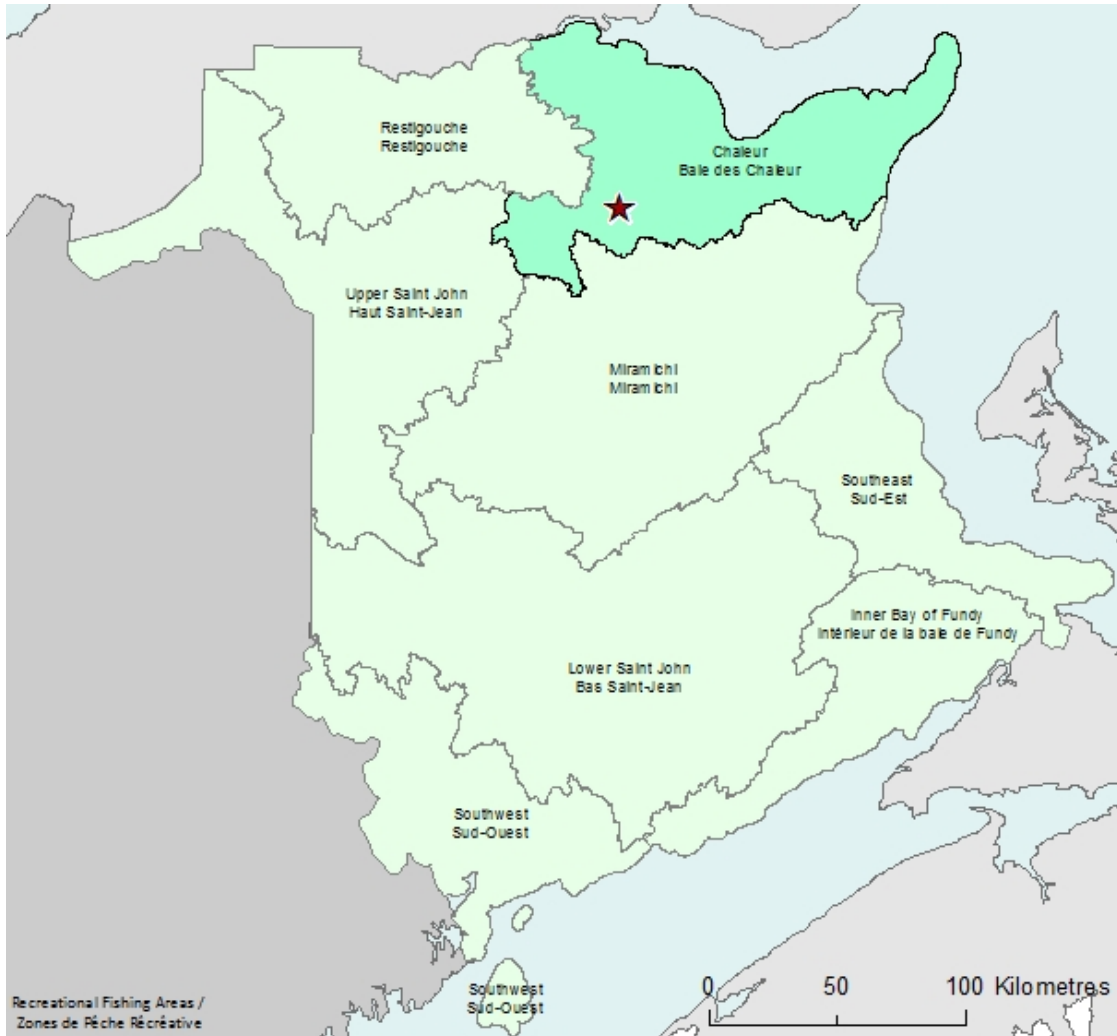 Restigouche
Restigouche
Chaleur
Baie des Chaleur
Upper Saint John
Haut Saint-Jean
Miramichi
Miramichi
Southeast
Sud-Est
Inner Bay of Fundy
Intérieur de la baie de Fundy
Lower Saint John
Bas Saint-Jean
Southwest
Sud-Ouest
Southwest
Sud-Ouest
0 50 100 Kilometres
Recreational Fishing Areas /
Zones de Pêche Récréative